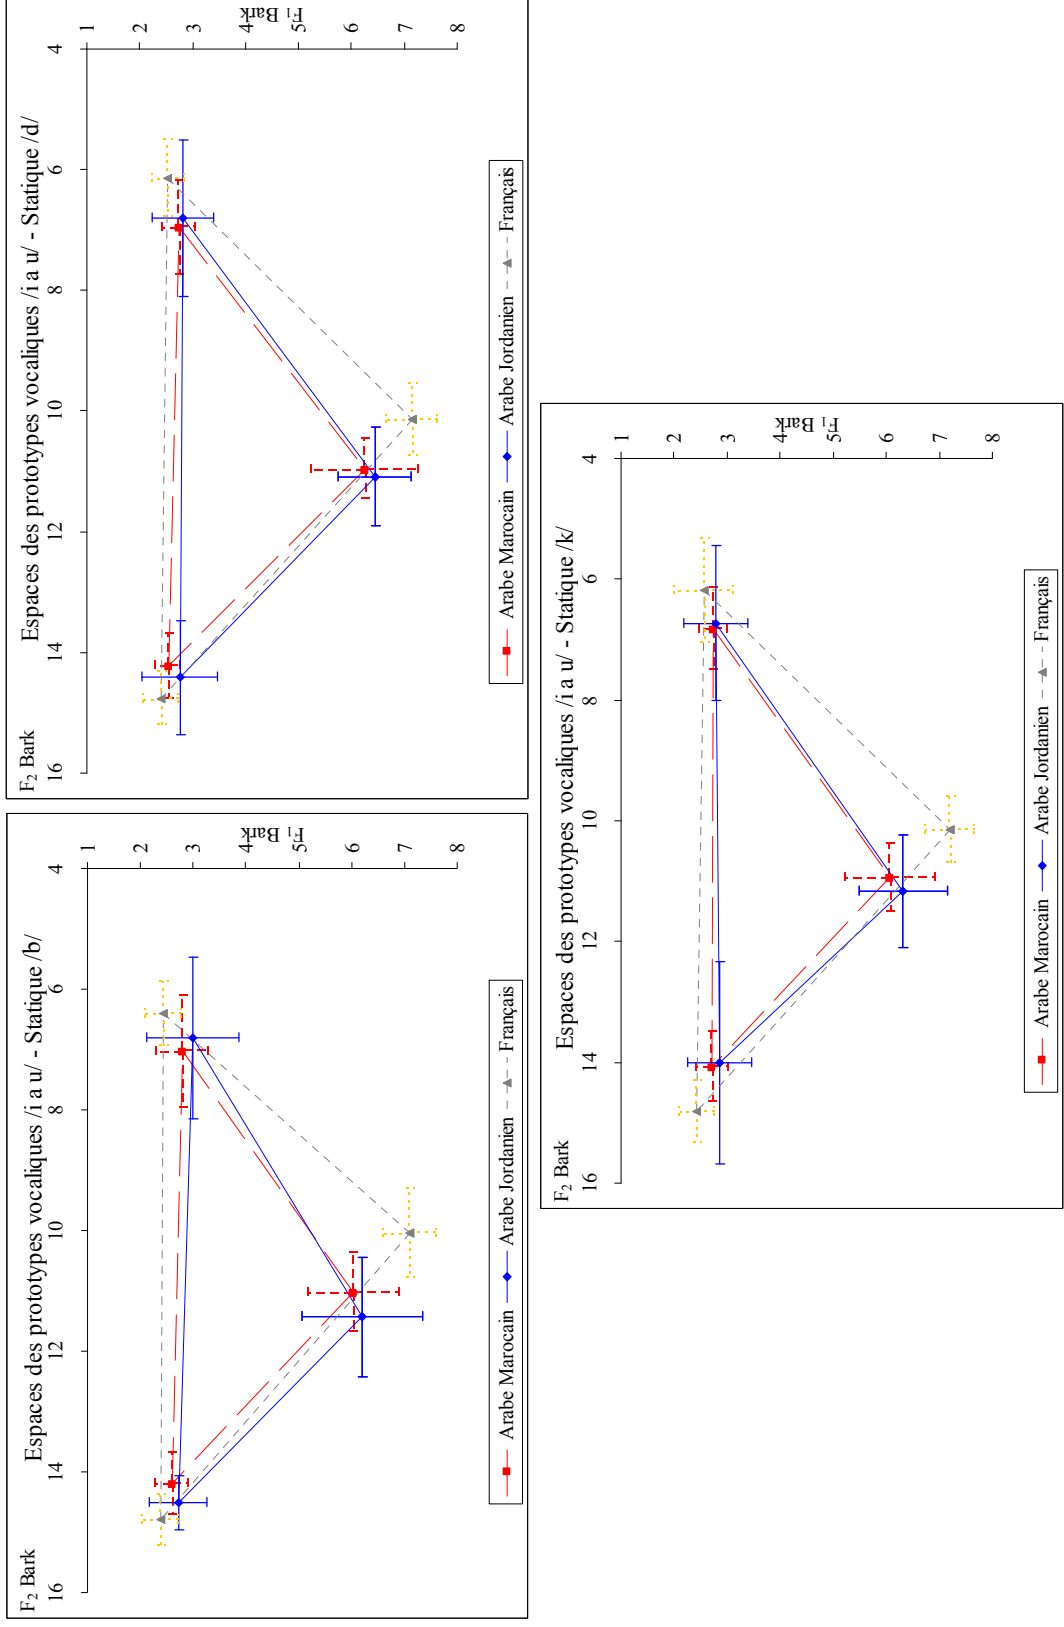 Espaces des prototypes vocaliques /i a u/ - Statique /b/
F₂ Bark
16 14 12 10 8 6 4
F₁ Bark
1
2
3
4
5
6
7
8
Arabe Marocain Arabe Jordanien Français
Espaces des prototypes vocaliques /i a u/ - Statique /d/
F₂ Bark
16 14 12 10 8 6 4
F₁ Bark
1
2
3
4
5
6
7
8
Arabe Marocain Arabe Jordanien Français
Espaces des prototypes vocaliques /i a u/ - Statique /k/
F₂ Bark
16 14 12 10 8 6 4
F₁ Bark
1
2
3
4
5
6
7
8
Arabe Marocain Arabe Jordanien Français